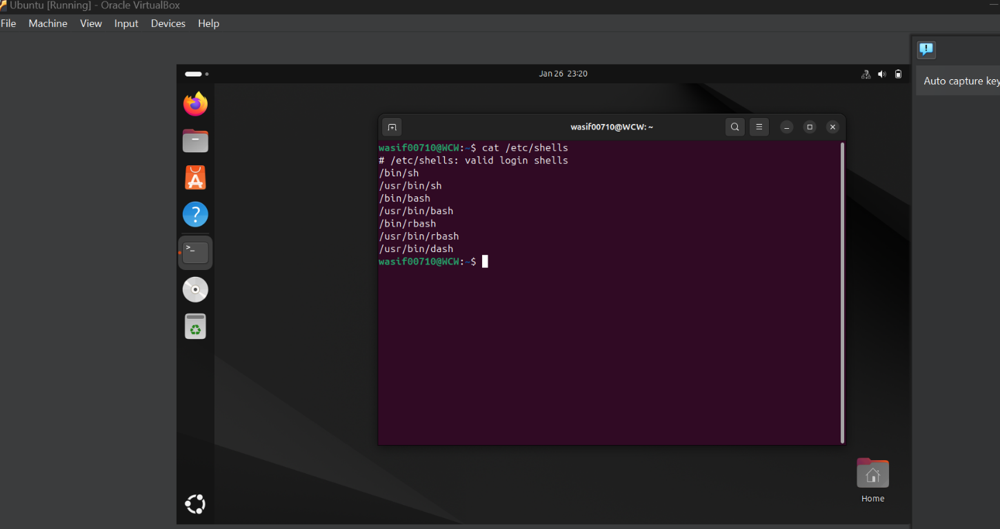 Ubuntu [Running] - Oracle VirtualBox
File Machine View Input Devices Help
Auto capture key
Jan 26 23:20
wasif00710@WCW: ~
wasif00710@WCW:~$ cat /etc/shells
# /etc/shells: valid login shells
/bin/sh
/usr/bin/sh
/bin/bash
/usr/bin/bash
/bin/rbash
/usr/bin/rbash
/usr/bin/dash
wasif00710@WCW:~$
Home